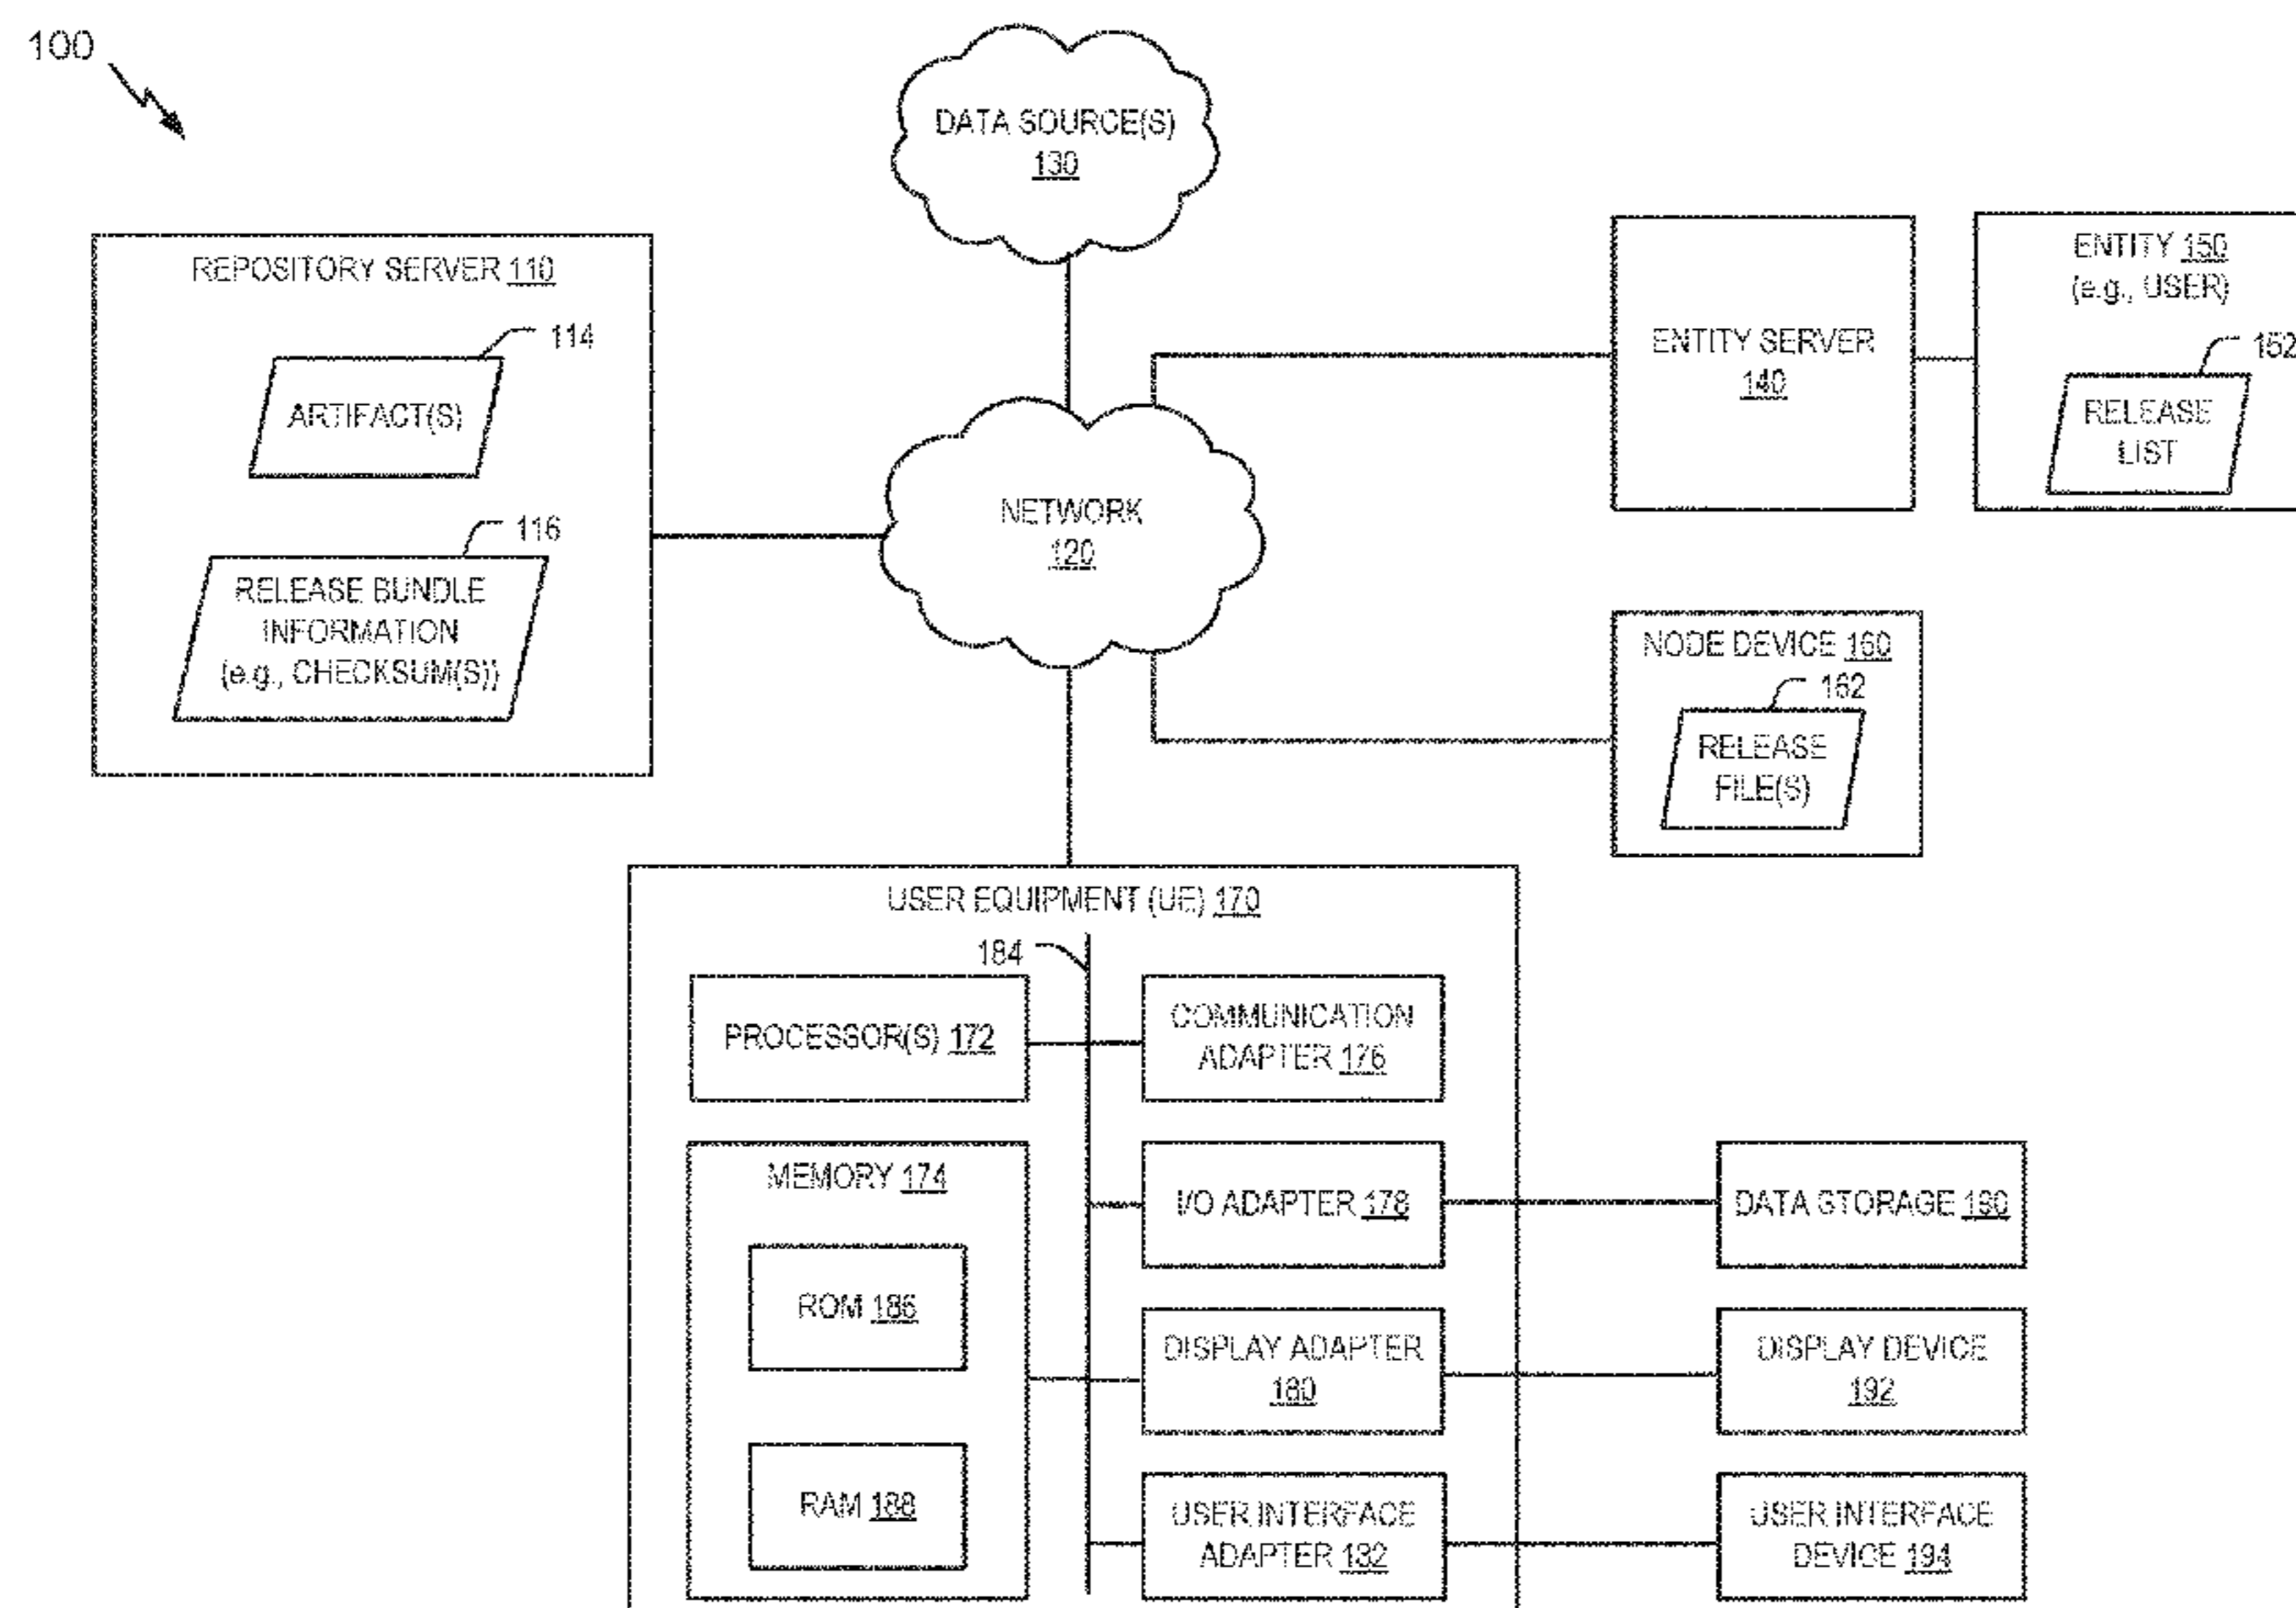 100
DATA SOURCE(S)
130
REPOSITORY SERVER 110
114
ARTIFACT(S)
116
RELEASE BUNDLE
INFORMATION
(e.g., CHECKSUM(S))
NETWORK
120
ENTITY SERVER
140
ENTITY 150
(e.g., USER)
152
RELEASE
LIST
NODE DEVICE 160
162
RELEASE
FILE(S)
USER EQUIPMENT (UE) 170
184
PROCESSOR(S) 172
COMMUNICATION
ADAPTER 176
MEMORY 174
ROM 186
RAM 188
I/O ADAPTER 178
DATA STORAGE 190
DISPLAY ADAPTER
180
DISPLAY DEVICE
192
USER INTERFACE
ADAPTER 182
USER INTERFACE
DEVICE 194